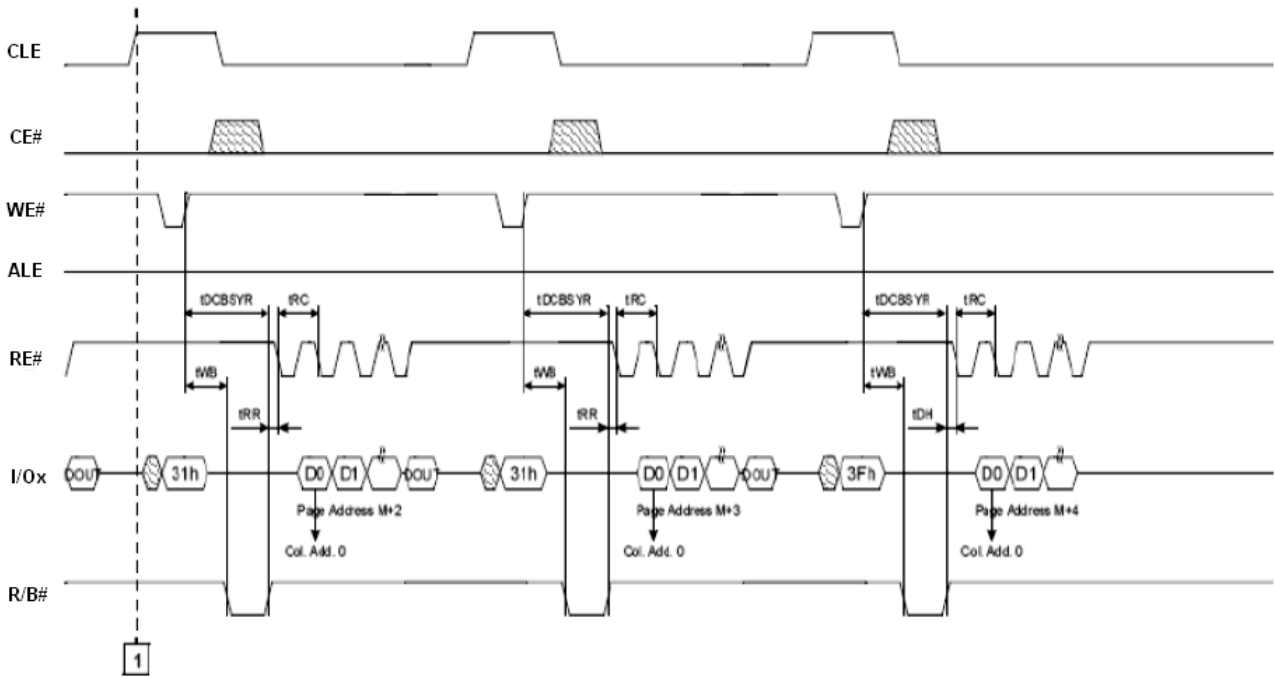 CLE
CE#
WE#
ALE
tDCBSYR tRC tDCBSYR tRC tDCBSYR tRC
RE#
tWB tWB tWB
tRR tRR tDH
I/Ox DOUT 31h D0 D1 DOUT 31h D0 D1 DOUT 3Fh D0 D1
Page Address M+2 Page Address M+3 Page Address M+4
Col. Add. 0 Col. Add. 0 Col. Add. 0
R/B#
1